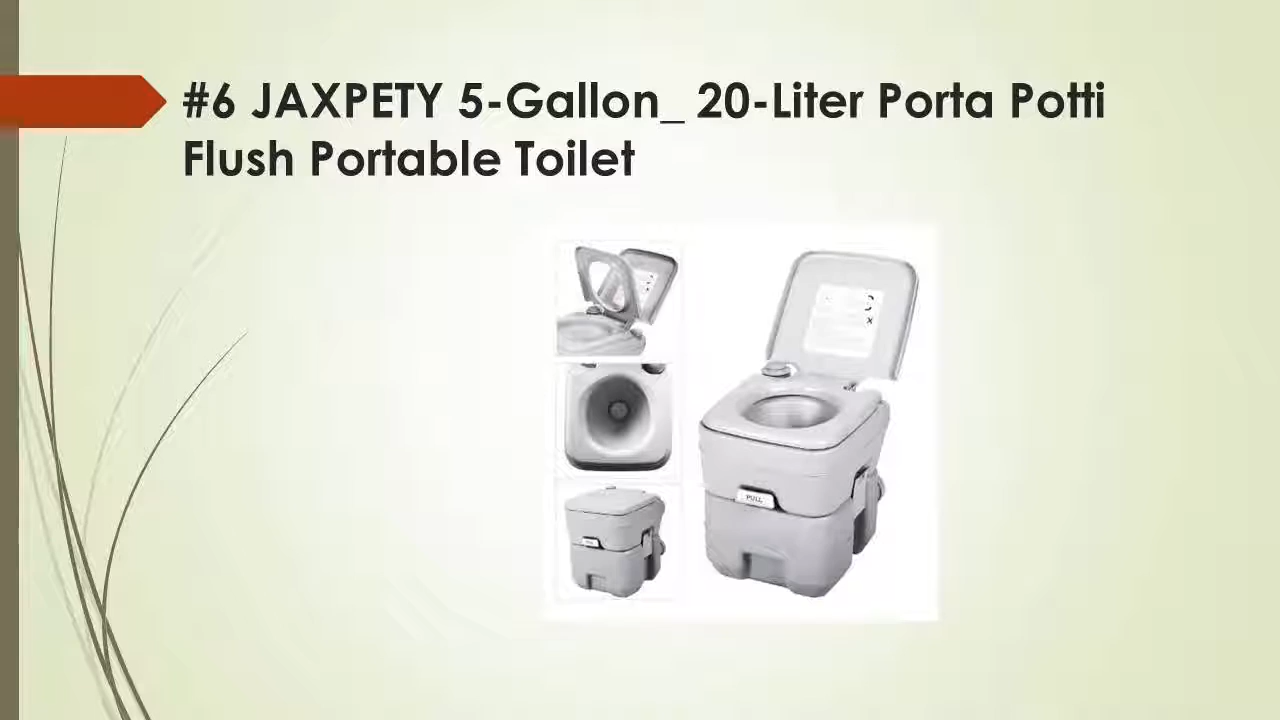 #6 JAXPETY 5-Gallon_ 20-Liter Porta Potti
Flush Portable Toilet
PULL